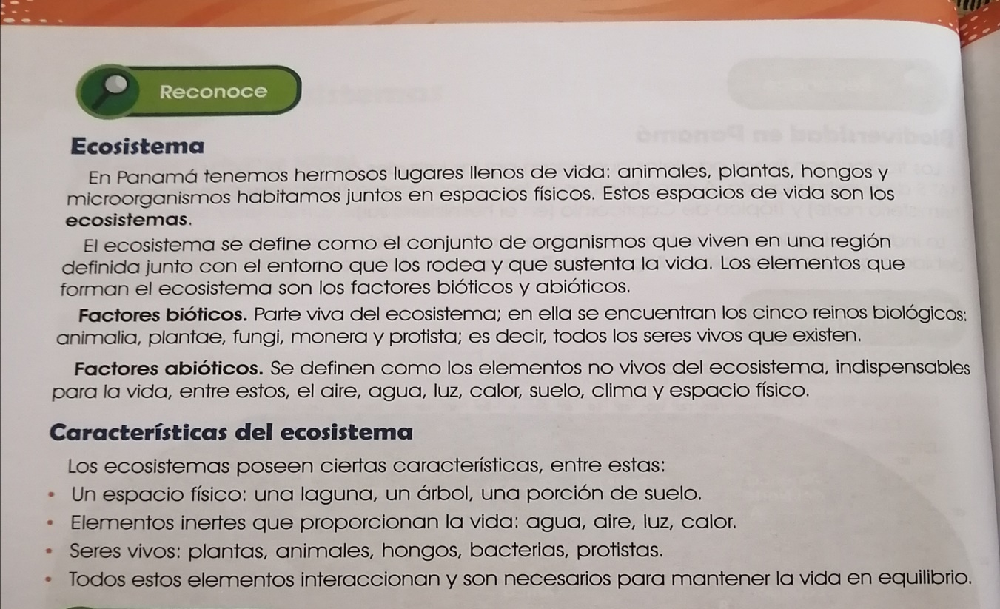 Reconoce
Ecosistema
En Panamá tenemos hermosos lugares llenos de vida: animales, plantas, hongos y
microorganismos habitamos juntos en espacios físicos. Estos espacios de vida son los
ecosistemas.
El ecosistema se define como el conjunto de organismos que viven en una región
definida junto con el entorno que los rodea y que sustenta la vida. Los elementos que
forman el ecosistema son los factores bióticos y abióticos.
Factores bióticos. Parte viva del ecosistema; en ella se encuentran los cinco reinos biológicos:
animalia, plantae, fungi, monera y protista; es decir, todos los seres vivos que existen.
Factores abióticos. Se definen como los elementos no vivos del ecosistema, indispensables
para la vida, entre estos, el aire, agua, luz, calor, suelo, clima y espacio físico.
Características del ecosistema
Los ecosistemas poseen ciertas características, entre estas:
• Un espacio físico: una laguna, un árbol, una porción de suelo.
• Elementos inertes que proporcionan la vida: agua, aire, luz, calor.
• Seres vivos: plantas, animales, hongos, bacterias, protistas.
• Todos estos elementos interaccionan y son necesarios para mantener la vida en equilibrio.
Biodiversidad en Panamá